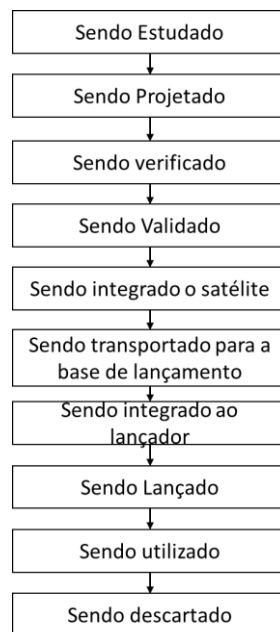 Sendo Estudado
Sendo Projetado
Sendo verificado
Sendo Validado
Sendo integrado o satélite
Sendo transportado para a
base de lançamento
Sendo integrado ao
lançador
Sendo Lançado
Sendo utilizado
Sendo descartado